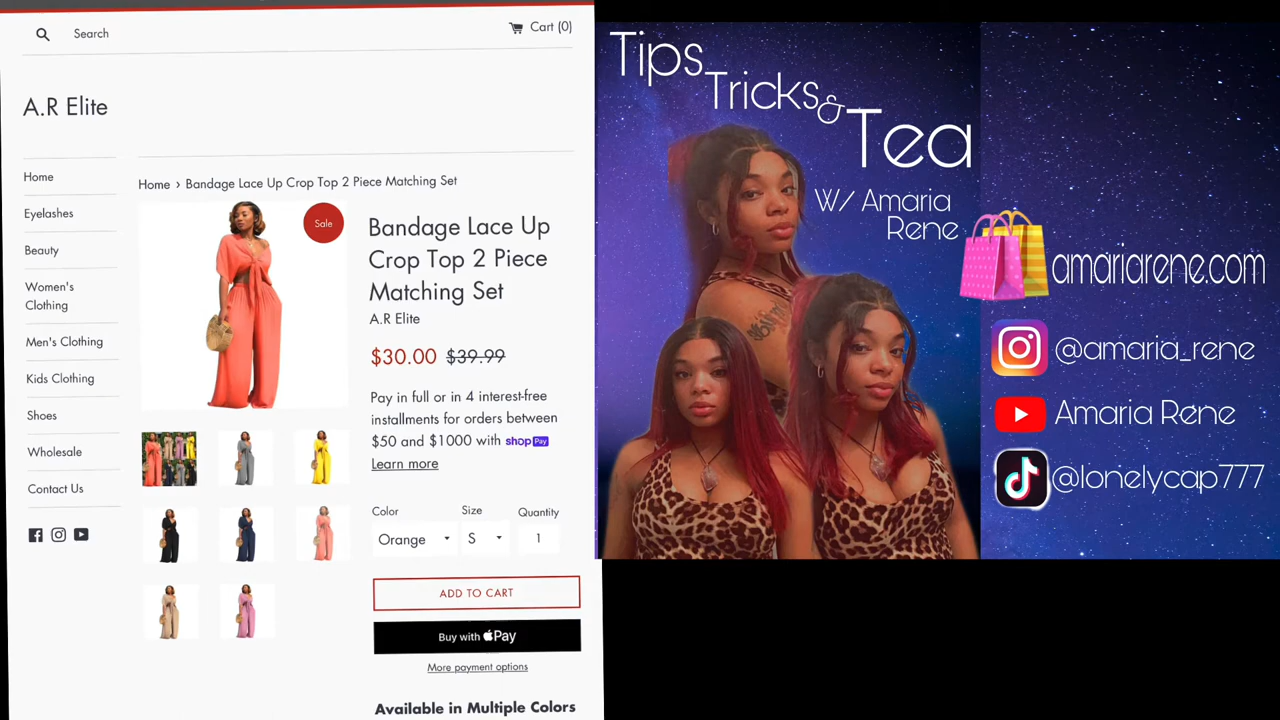 Search
Cart (0)
A.R Elite
Home
Eyelashes
Beauty
Women's
Clothing
Men's Clothing
Kids Clothing
Shoes
Wholesale
Contact Us
Home › Bandage Lace Up Crop Top 2 Piece Matching Set
Sale
Bandage Lace Up
Crop Top 2 Piece
Matching Set
A.R Elite
$30.00 $39.99
Pay in full or in 4 interest-free
installments for orders between
$50 and $1000 with shop Pay
Learn more
Color Size Quantity
Orange S 1
ADD TO CART
Buy with Pay
More payment options
Available in Multiple Colors
Tips
Tricks &
Tea
W/ Amaria
Rene
amariarene.com
@amaria_rene
Amaria Rene
@lonelycap777